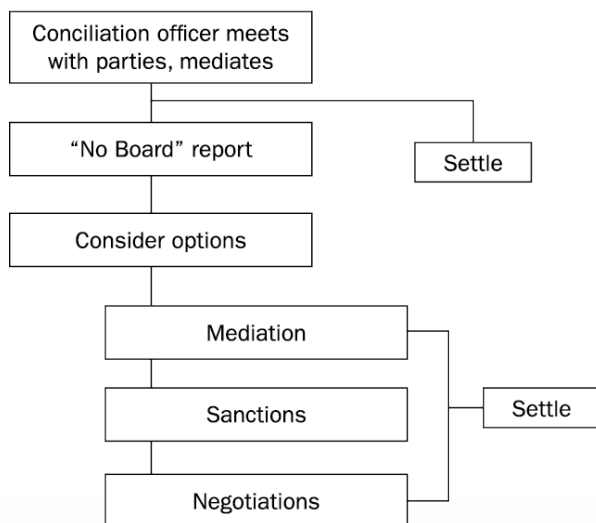 Conciliation officer meets
with parties, mediates
“No Board” report
Settle
Consider options
Mediation
Sanctions
Settle
Negotiations